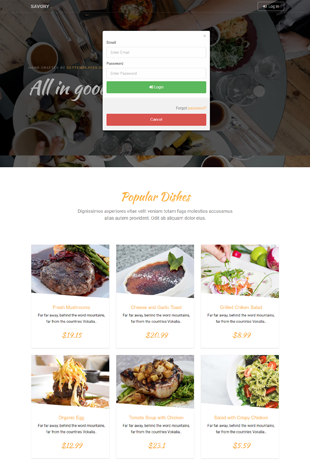 SAVORY
Log in
×
Email
Enter Email
Password
Enter Password
Login
Forgot password?
Cancel
All in good
Popular Dishes
Dignissimos asperiores vitae velit veniam totam fuga molestias accusamus
alias autem provident. Odit ab aliquam dolor eius.
Fresh Mushrooms
Far far away, behind the word mountains,
far from the countries Vokalia.
$19.15
Cheese and Garlic Toast
Far far away, behind the word mountains,
far from the countries Vokalia.
$20.99
Grilled Chiken Salad
Far far away, behind the word mountains,
far from the countries Vokalia.
$8.99
Organic Egg
Far far away, behind the word mountains,
far from the countries Vokalia.
$12.99
Tomato Soup with Chicken
Far far away, behind the word mountains,
far from the countries Vokalia.
$23.1
Salad with Crispy Chicken
Far far away, behind the word mountains,
far from the countries Vokalia.
$5.59